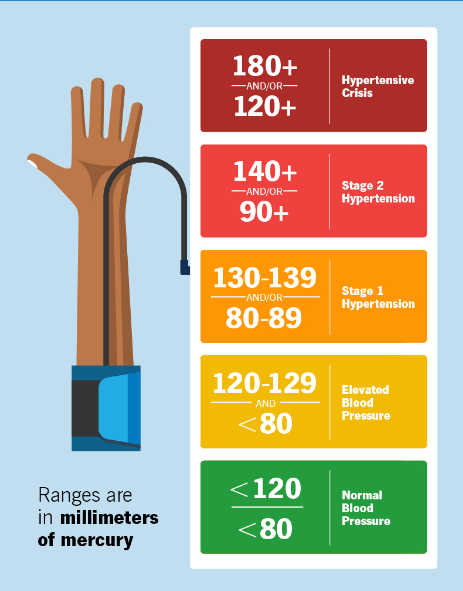 180+
AND/OR
120+
Hypertensive
Crisis
140+
AND/OR
90+
Stage 2
Hypertension
130-139
AND/OR
80-89
Stage 1
Hypertension
120-129
AND
<80
Elevated
Blood
Pressure
<120
<80
Normal
Blood
Pressure
Ranges are
in millimeters
of mercury